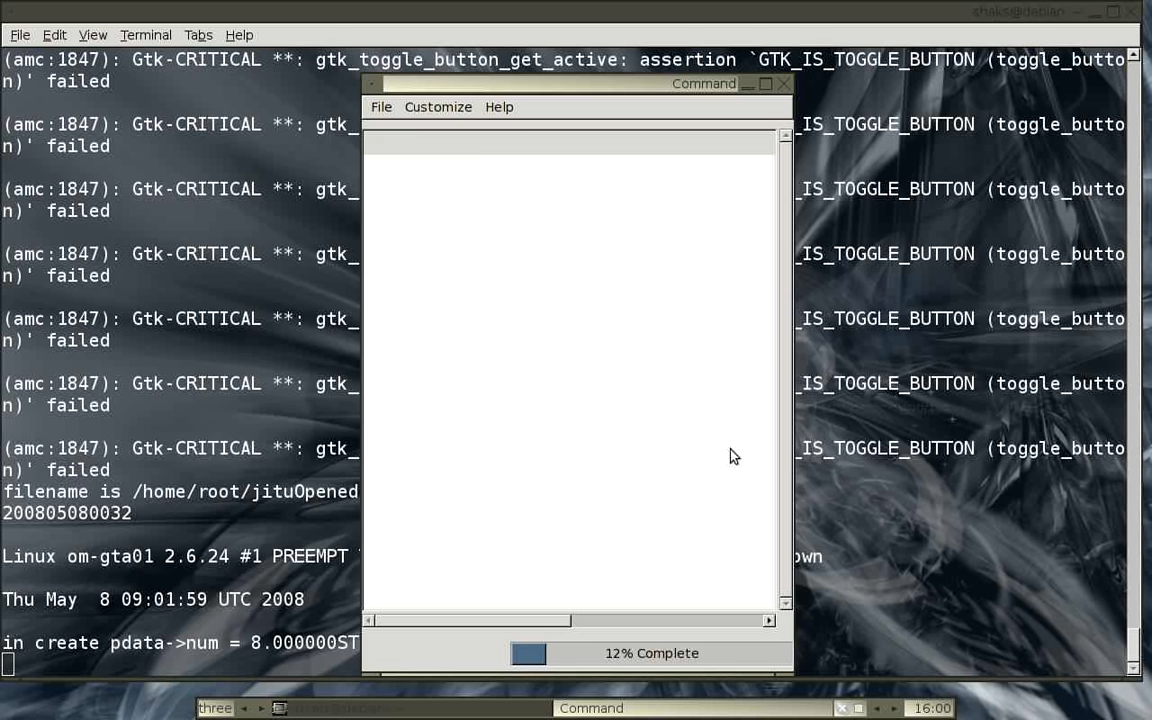 shaks@debian: ~
File Edit View Terminal Tabs Help
(amc:1847): Gtk-CRITICAL **: gtk_toggle_button_get_active: assertion `GTK_IS_TOGGLE_BUTTON (toggle_butto
n)' failed
Command
File Customize Help
(amc:1847): Gtk-CRITICAL **: gtk_ _IS_TOGGLE_BUTTON (toggle_butto
n)' failed
(amc:1847): Gtk-CRITICAL **: gtk_ _IS_TOGGLE_BUTTON (toggle_butto
n)' failed
(amc:1847): Gtk-CRITICAL **: gtk_ _IS_TOGGLE_BUTTON (toggle_butto
n)' failed
(amc:1847): Gtk-CRITICAL **: gtk_ _IS_TOGGLE_BUTTON (toggle_butto
n)' failed
(amc:1847): Gtk-CRITICAL **: gtk_ _IS_TOGGLE_BUTTON (toggle_butto
n)' failed
(amc:1847): Gtk-CRITICAL **: gtk_ _IS_TOGGLE_BUTTON (toggle_butto
n)' failed
filename is /home/root/jituOpened
200805080032
Linux om-gta01 2.6.24 #1 PREEMPT own
Thu May  8 09:01:59 UTC 2008
in create pdata->num = 8.000000ST
12% Complete
three shaks@debian: ~ Command 16:00